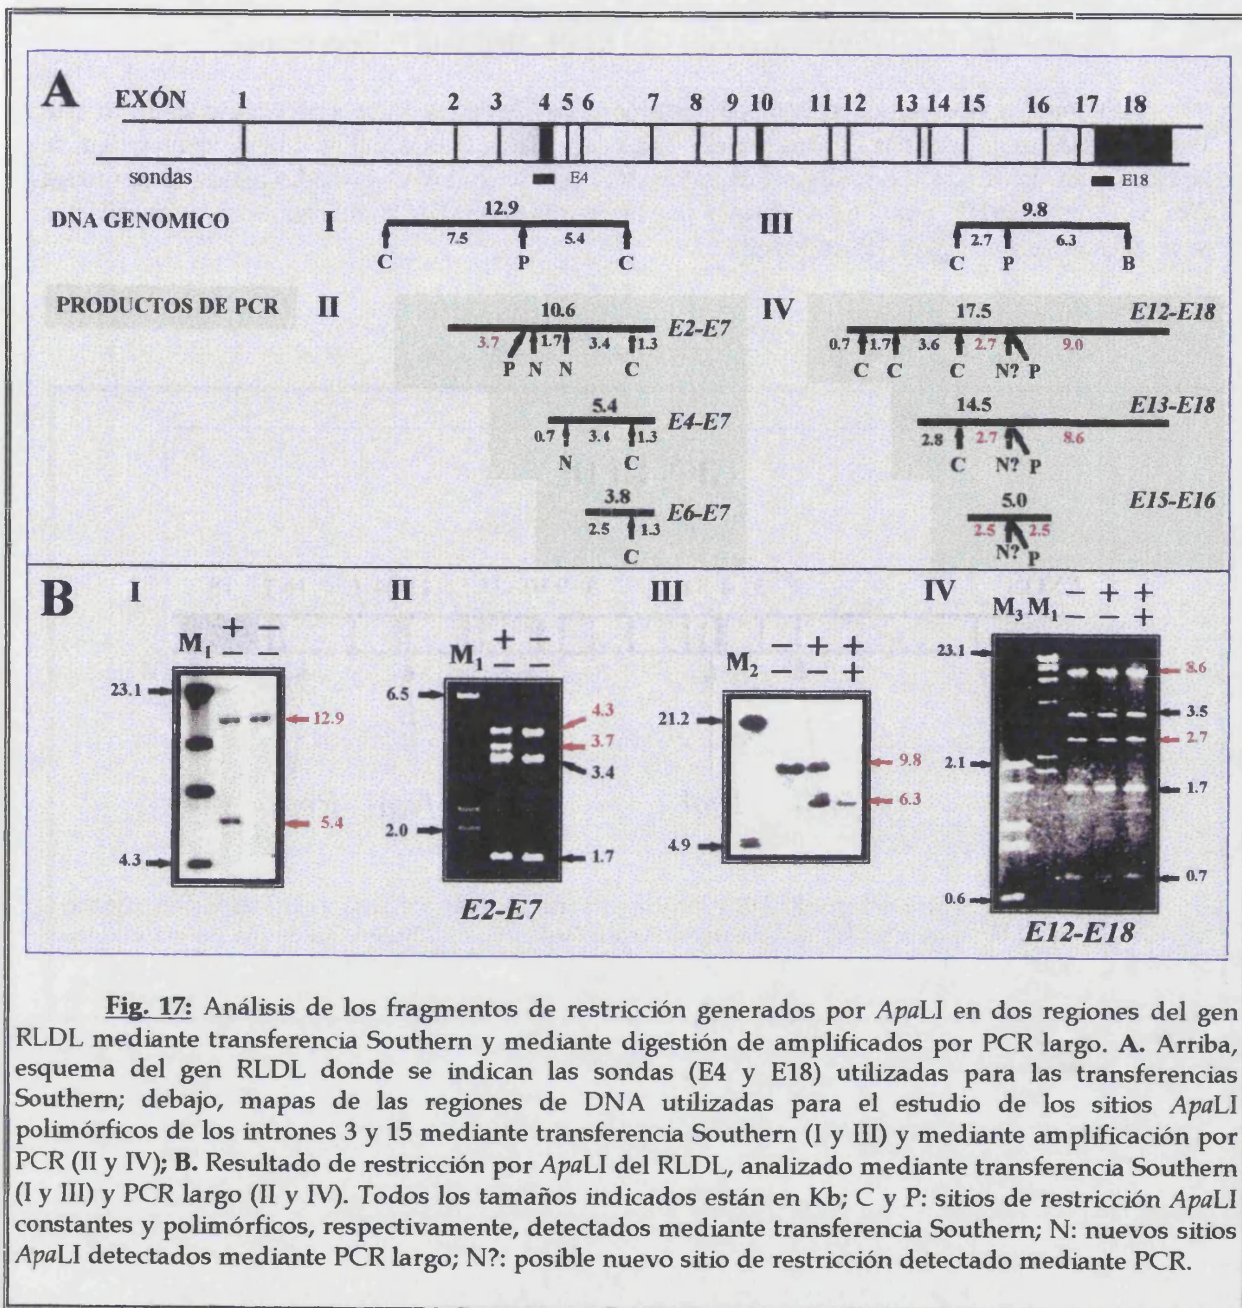 A EXÓN 1 2 3 4 5 6 7 8 9 10 11 12 13 14 15 16 17 18
sondas E4 E18
DNA GENOMICO I 12.9 III 9.8
7.5 5.4 2.7 6.3
C P C C P B
PRODUCTOS DE PCR II 10.6 E2-E7 IV 17.5 E12-E18
3.7 1.7 3.4 1.3 0.7 1.7 3.6 2.7 9.0
P N N C C C C N? P
5.4 E4-E7 14.5 E13-E18
0.7 3.4 1.3 2.8 2.7 8.6
N C C N? P
3.8 E6-E7 5.0 E15-E16
2.5 1.3 2.5 2.5
C N? P
B I II III IV
M1 + −
− −
23.1
12.9
5.4
4.3
M1 + −
− −
6.5
4.3
3.7
3.4
2.0
1.7
E2-E7
M2 − + +
− − +
21.2
9.8
6.3
4.9
M3 M1 − + +
− − +
23.1
8.6
3.5
2.7
2.1
1.7
0.7
0.6
E12-E18
Fig. 17: Análisis de los fragmentos de restricción generados por ApaLI en dos regiones del gen
RLDL mediante transferencia Southern y mediante digestión de amplificados por PCR largo. A. Arriba,
esquema del gen RLDL donde se indican las sondas (E4 y E18) utilizadas para las transferencias
Southern; debajo, mapas de las regiones de DNA utilizadas para el estudio de los sitios ApaLI
polimórficos de los intrones 3 y 15 mediante transferencia Southern (I y III) y mediante amplificación por
PCR (II y IV); B. Resultado de restricción por ApaLI del RLDL, analizado mediante transferencia Southern
(I y III) y PCR largo (II y IV). Todos los tamaños indicados están en Kb; C y P: sitios de restricción ApaLI
constantes y polimórficos, respectivamente, detectados mediante transferencia Southern; N: nuevos sitios
ApaLI detectados mediante PCR largo; N?: posible nuevo sitio de restricción detectado mediante PCR.